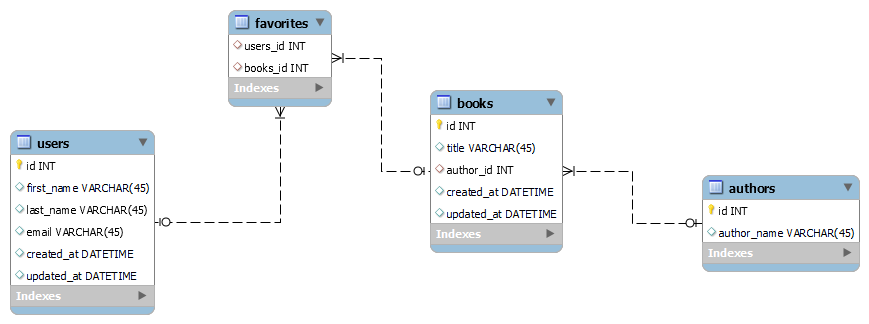 favorites
users_id INT
books_id INT
Indexes
books
id INT
title VARCHAR(45)
author_id INT
created_at DATETIME
updated_at DATETIME
Indexes
users
id INT
first_name VARCHAR(45)
last_name VARCHAR(45)
email VARCHAR(45)
created_at DATETIME
updated_at DATETIME
Indexes
authors
id INT
author_name VARCHAR(45)
Indexes